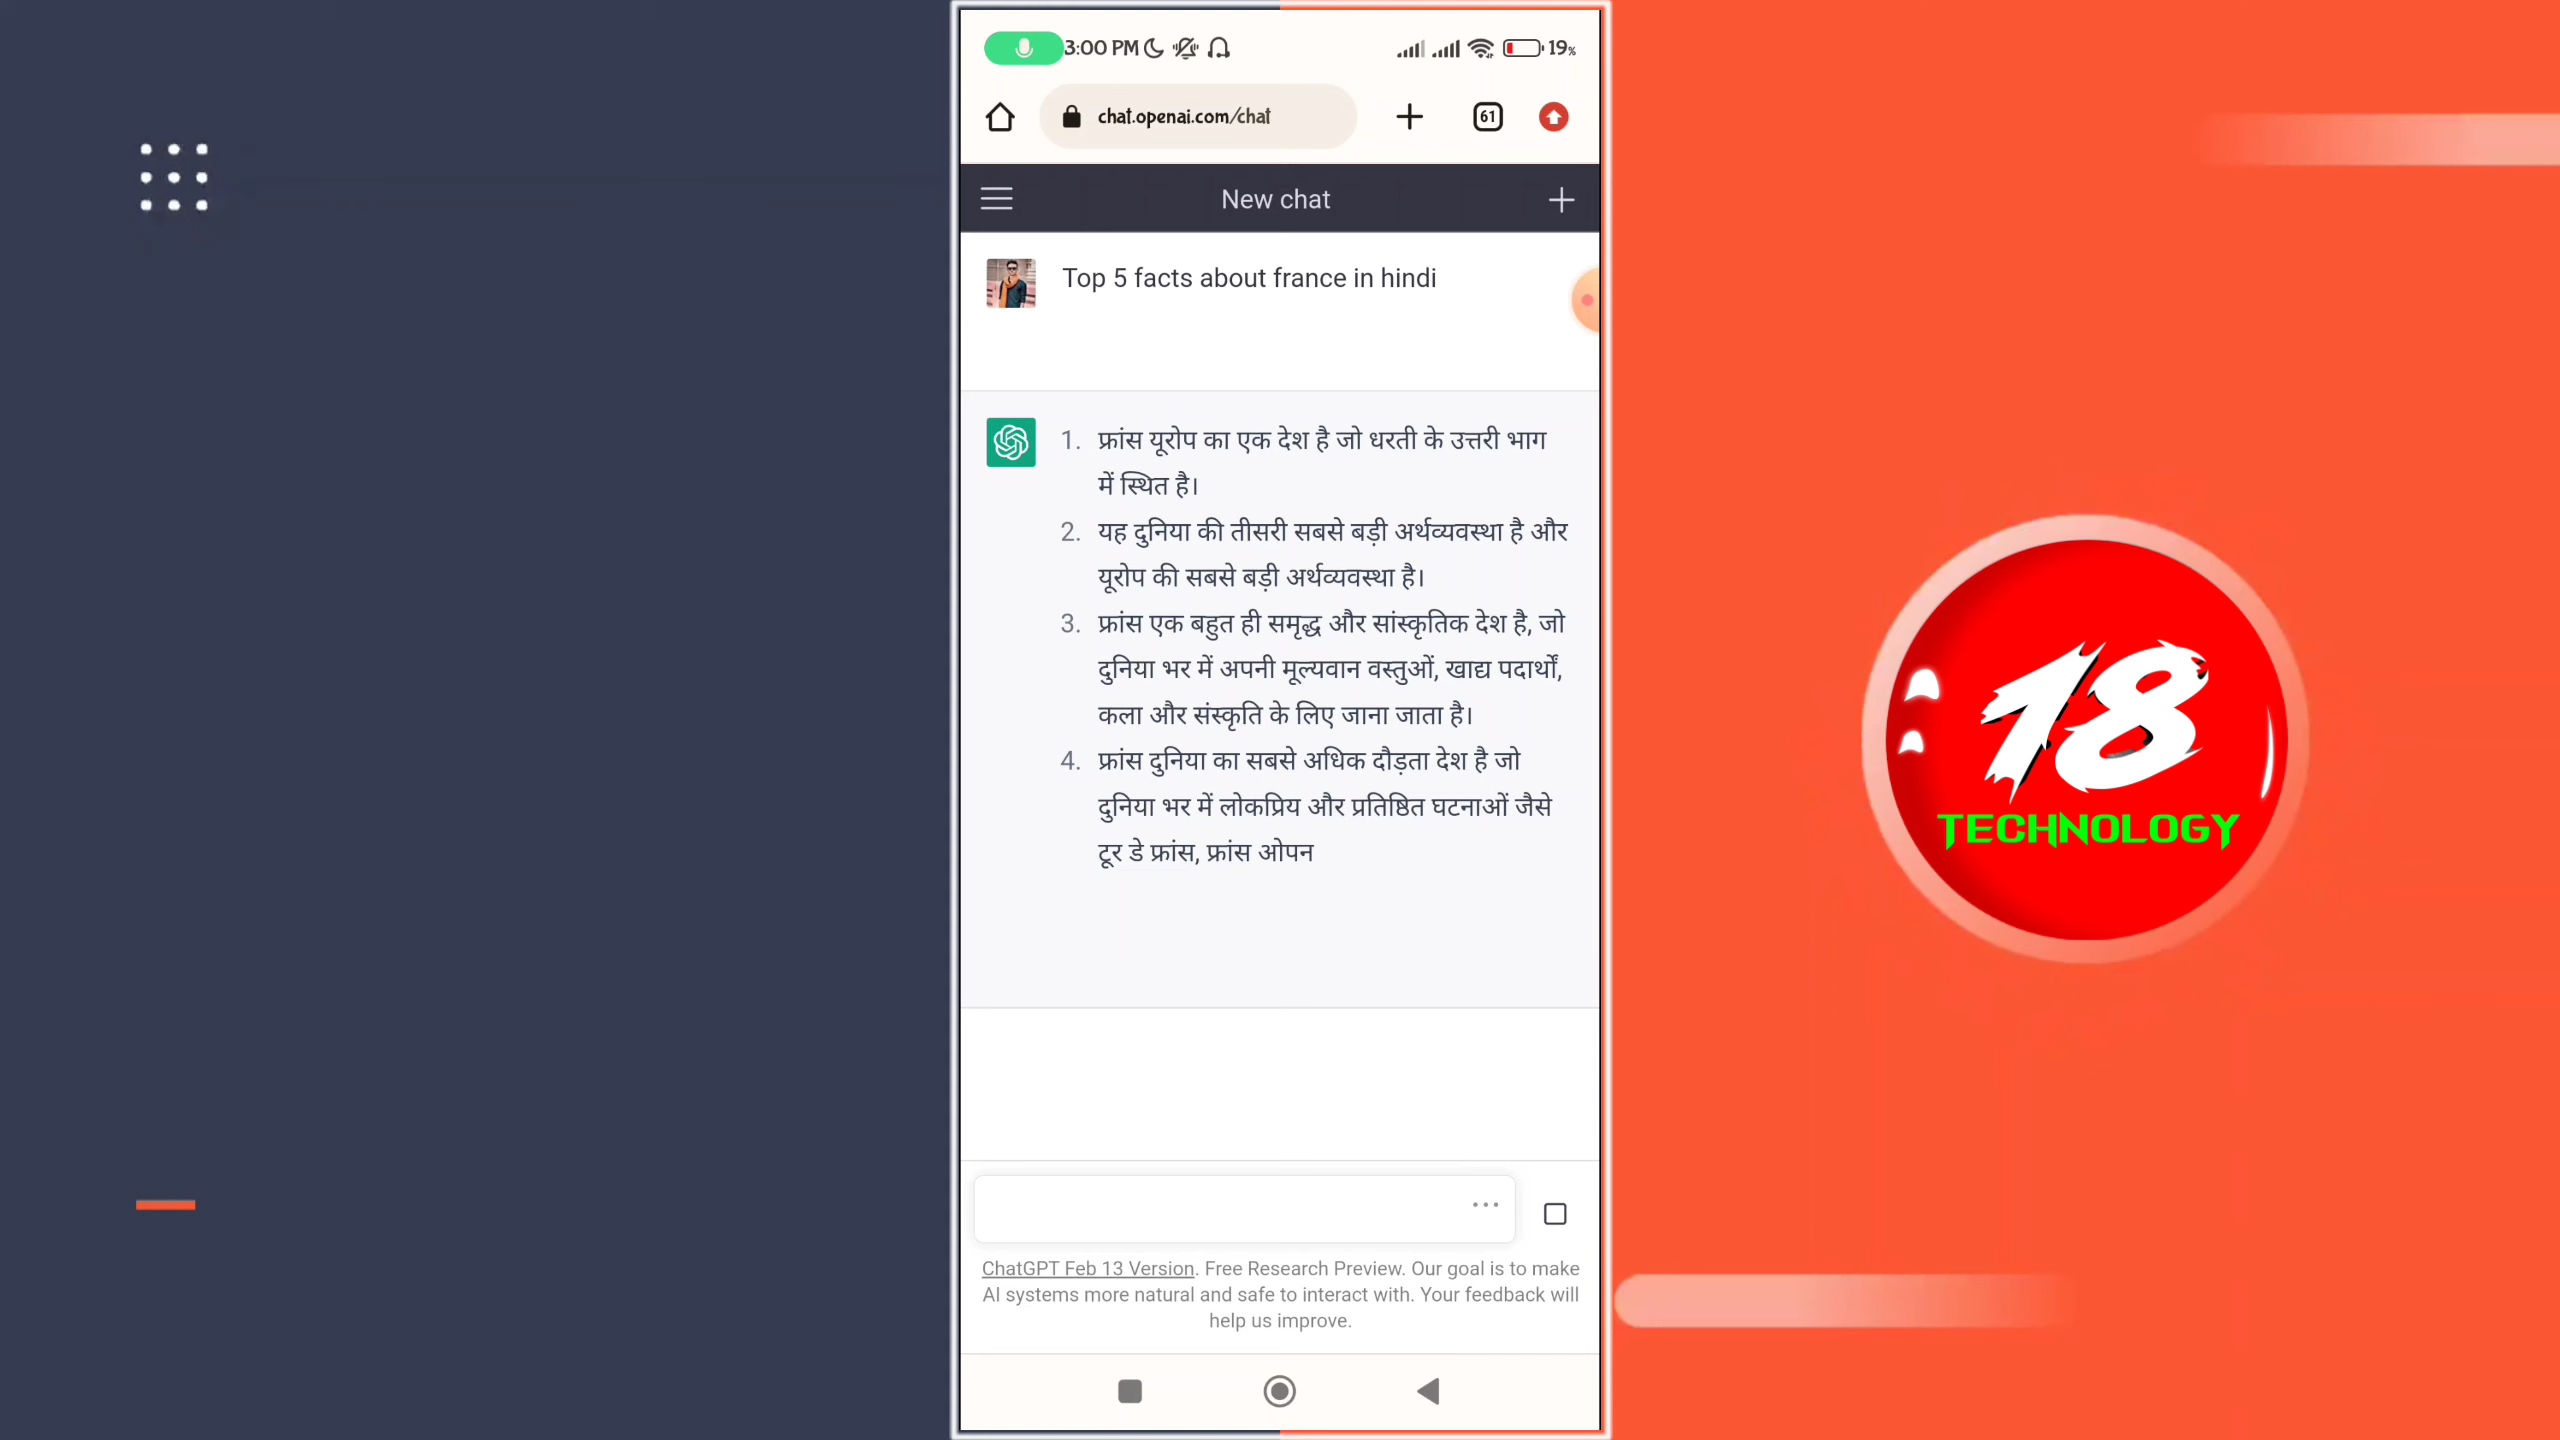 3:00 PM 19%
chat.openai.com/chat 61
New chat
Top 5 facts about france in hindi
1. फ्रांस यूरोप का एक देश है जो धरती के उत्तरी भाग
में स्थित है।
2. यह दुनिया की तीसरी सबसे बड़ी अर्थव्यवस्था है और
यूरोप की सबसे बड़ी अर्थव्यवस्था है।
3. फ्रांस एक बहुत ही समृद्ध और सांस्कृतिक देश है, जो
दुनिया भर में अपनी मूल्यवान वस्तुओं, खाद्य पदार्थों,
कला और संस्कृति के लिए जाना जाता है।
4. फ्रांस दुनिया का सबसे अधिक दौड़ता देश है जो
दुनिया भर में लोकप्रिय और प्रतिष्ठित घटनाओं जैसे
टूर डे फ्रांस, फ्रांस ओपन
ChatGPT Feb 13 Version. Free Research Preview. Our goal is to make
AI systems more natural and safe to interact with. Your feedback will
help us improve.
18
TECHNOLOGY